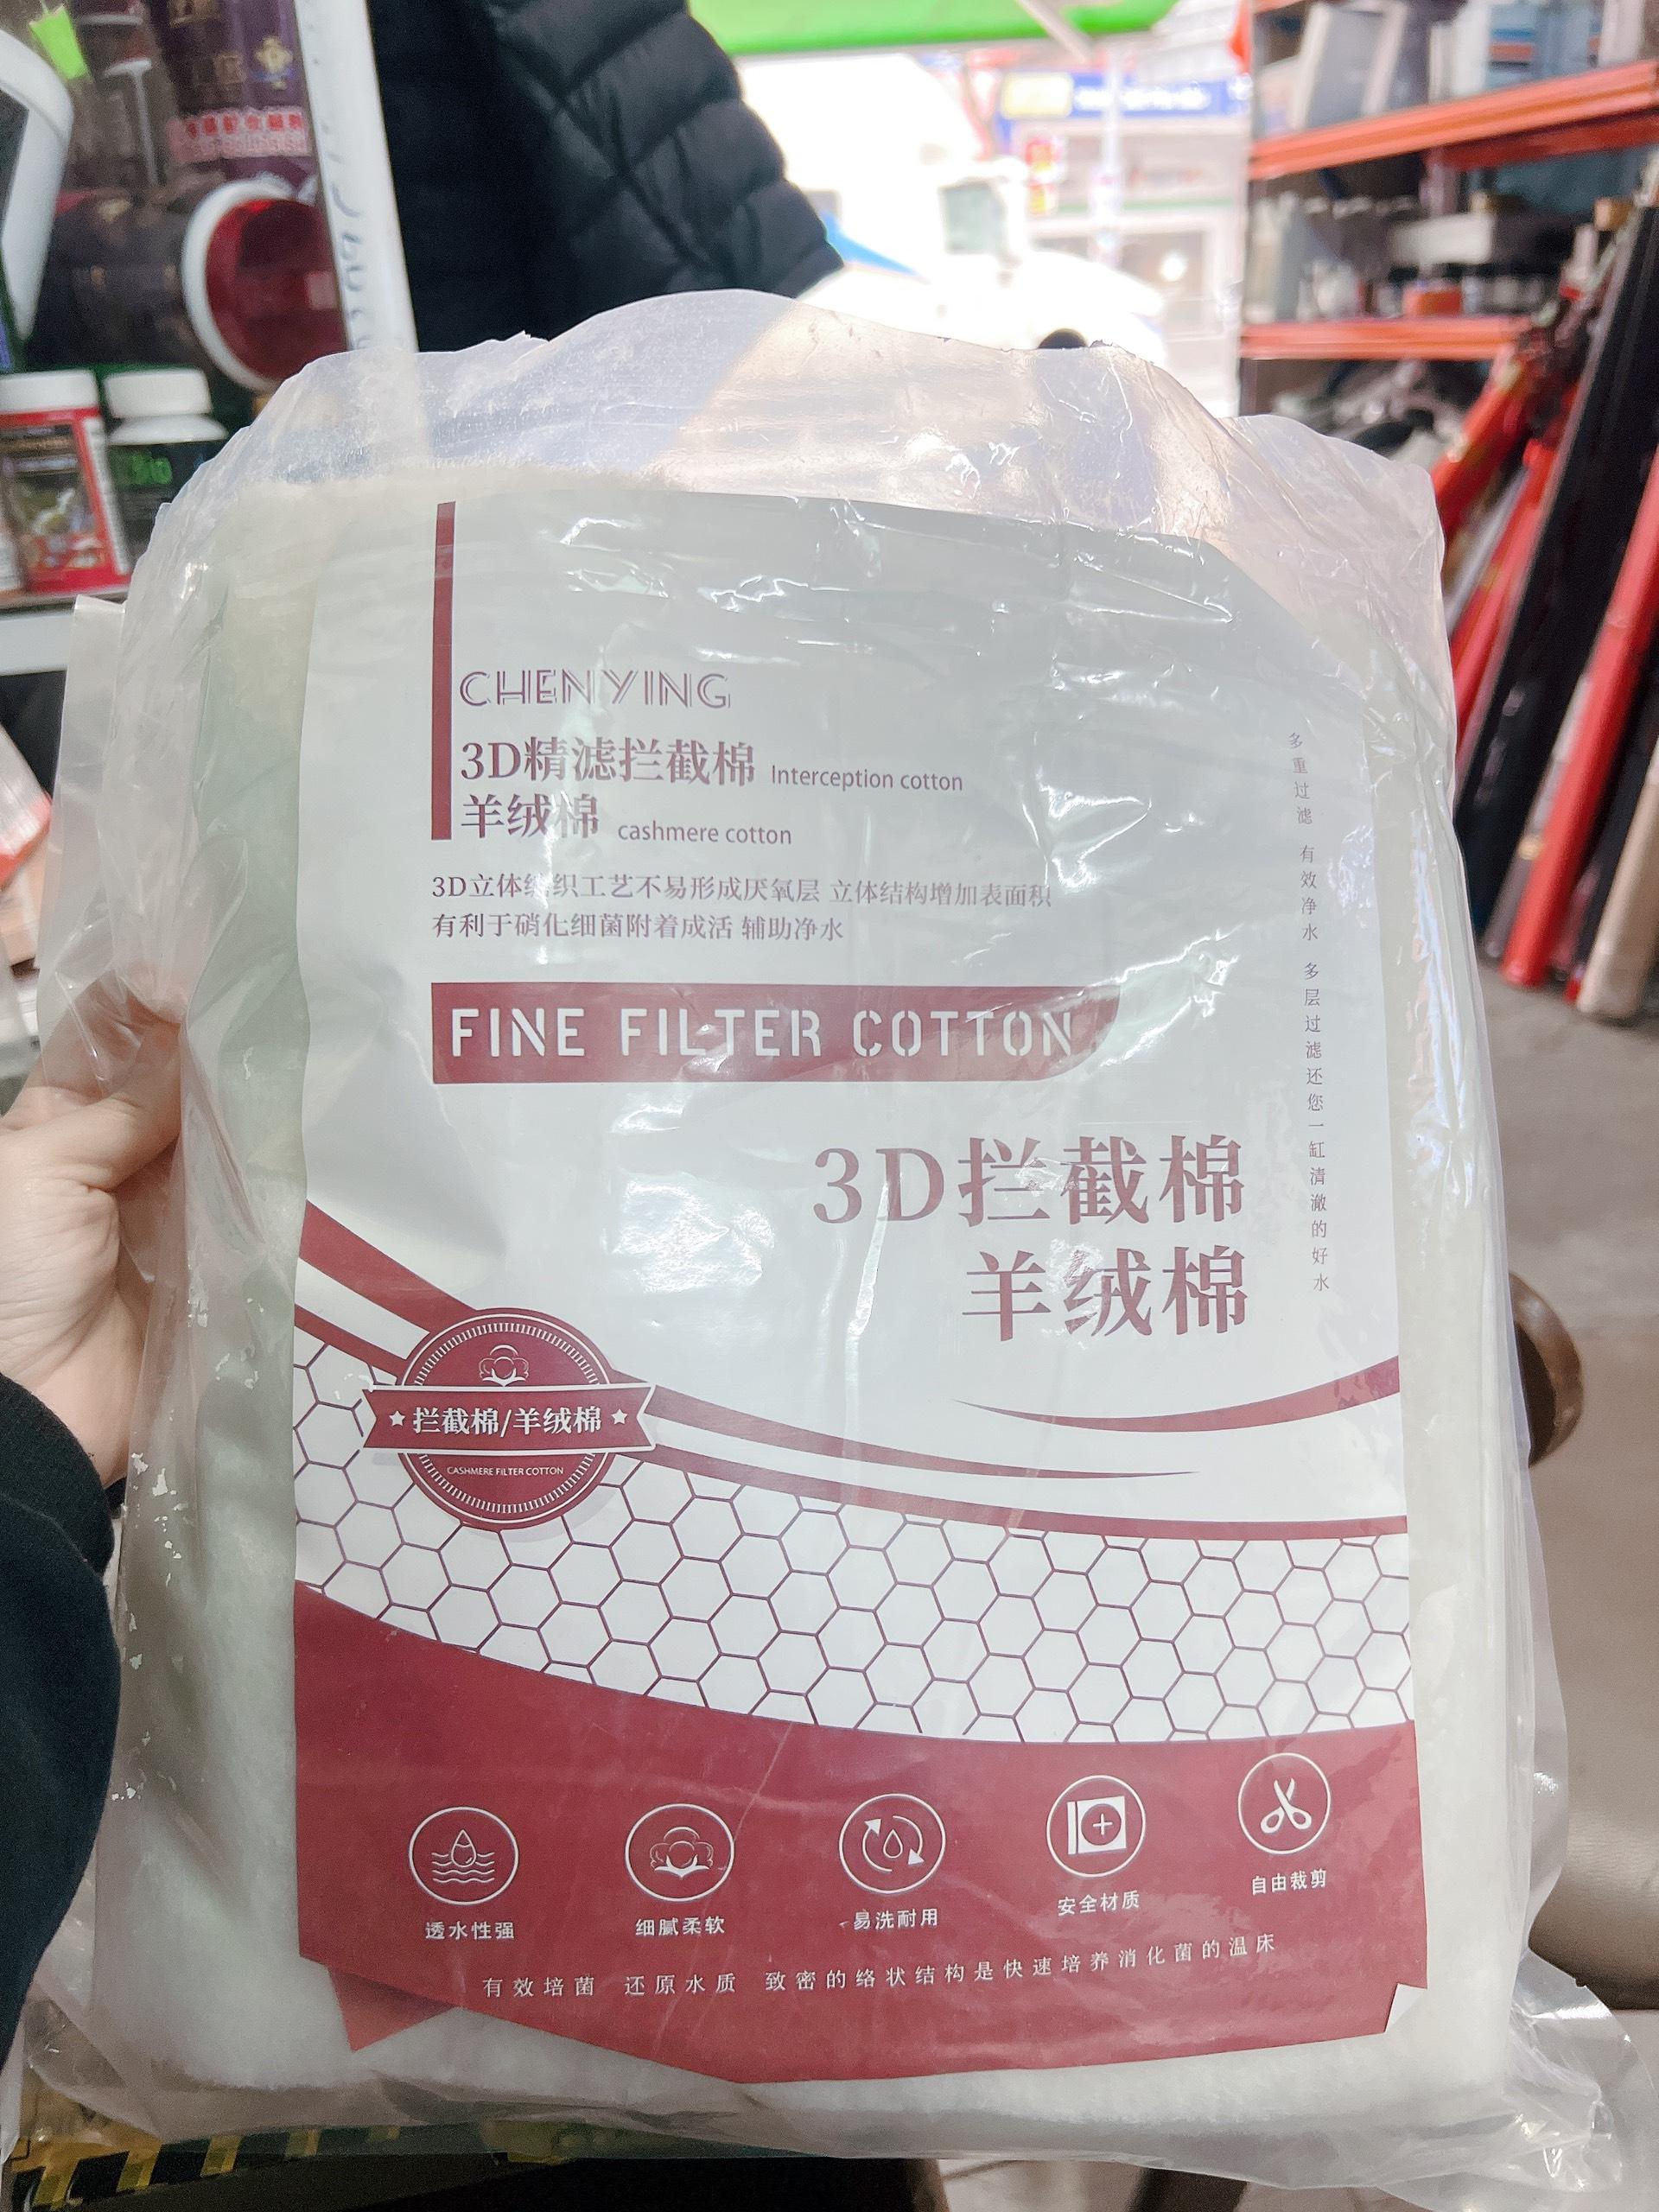 CHENYING
3D精滤拦截棉 Interception cotton
羊绒棉 cashmere cotton
3D立体编织工艺不易形成厌氧层 立体结构增加表面积
有利于硝化细菌附着成活 辅助净水
FINE FILTER COTTON
多重过滤 有效净水 多层过滤还您一缸清澈的好水
3D拦截棉
羊绒棉
拦截棉/羊绒棉
CASHMERE FILTER COTTON
透水性强
细腻柔软
易洗耐用
安全材质
自由裁剪
有效培菌 还原水质 致密的络状结构是快速培养消化菌的温床